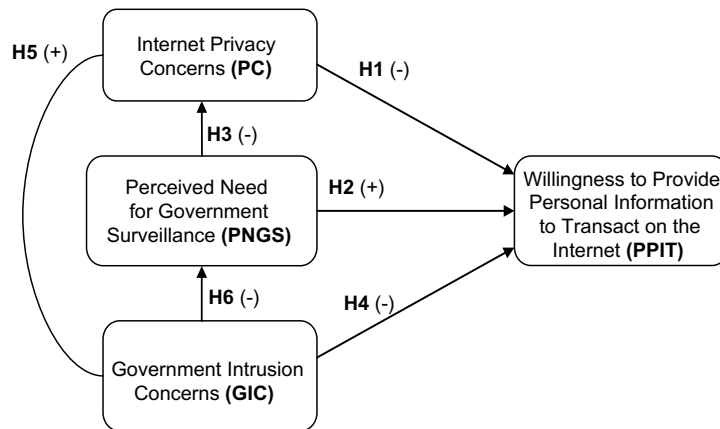 H5 (+)
Internet Privacy
Concerns (PC)
H1 (-)
H3 (-)
Perceived Need
for Government
Surveillance (PNGS)
H2 (+)
Willingness to Provide
Personal Information
to Transact on the
Internet (PPIT)
H6 (-)
H4 (-)
Government Intrusion
Concerns (GIC)